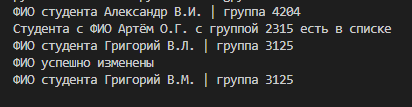 ФИО студента Александр В.И. | группа 4204
Студента с ФИО Артём О.Г. с группой 2315 есть в списке
ФИО студента Григорий В.Л. | группа 3125
ФИО успешно изменены
ФИО студента Григорий В.М. | группа 3125